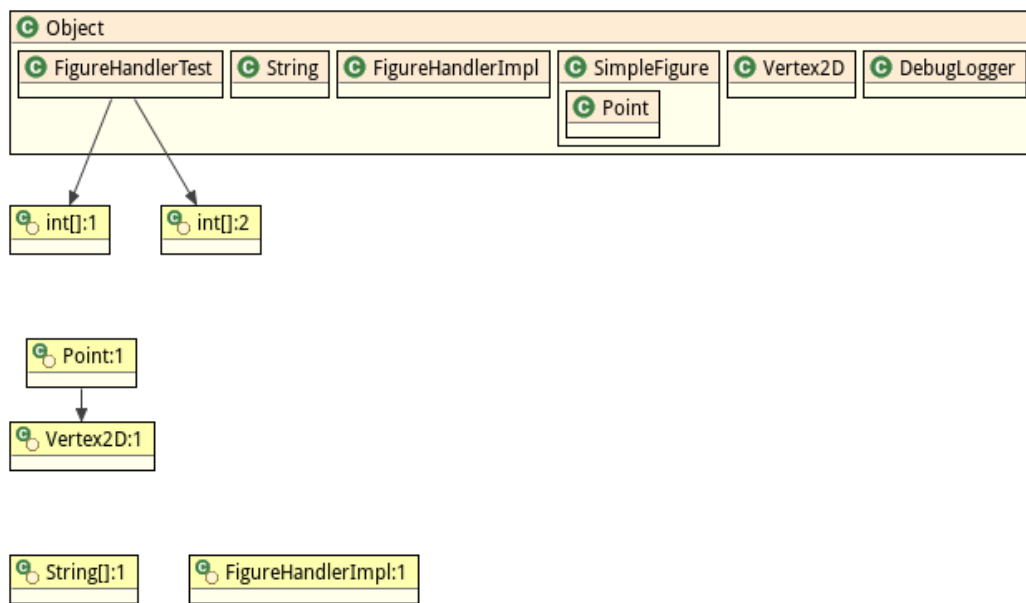 C Object
C FigureHandlerTest C String C FigureHandlerImpl C SimpleFigure C Vertex2D C DebugLogger
C Point
C int[]:1 C int[]:2
C Point:1
C Vertex2D:1
C String[]:1 C FigureHandlerImpl:1